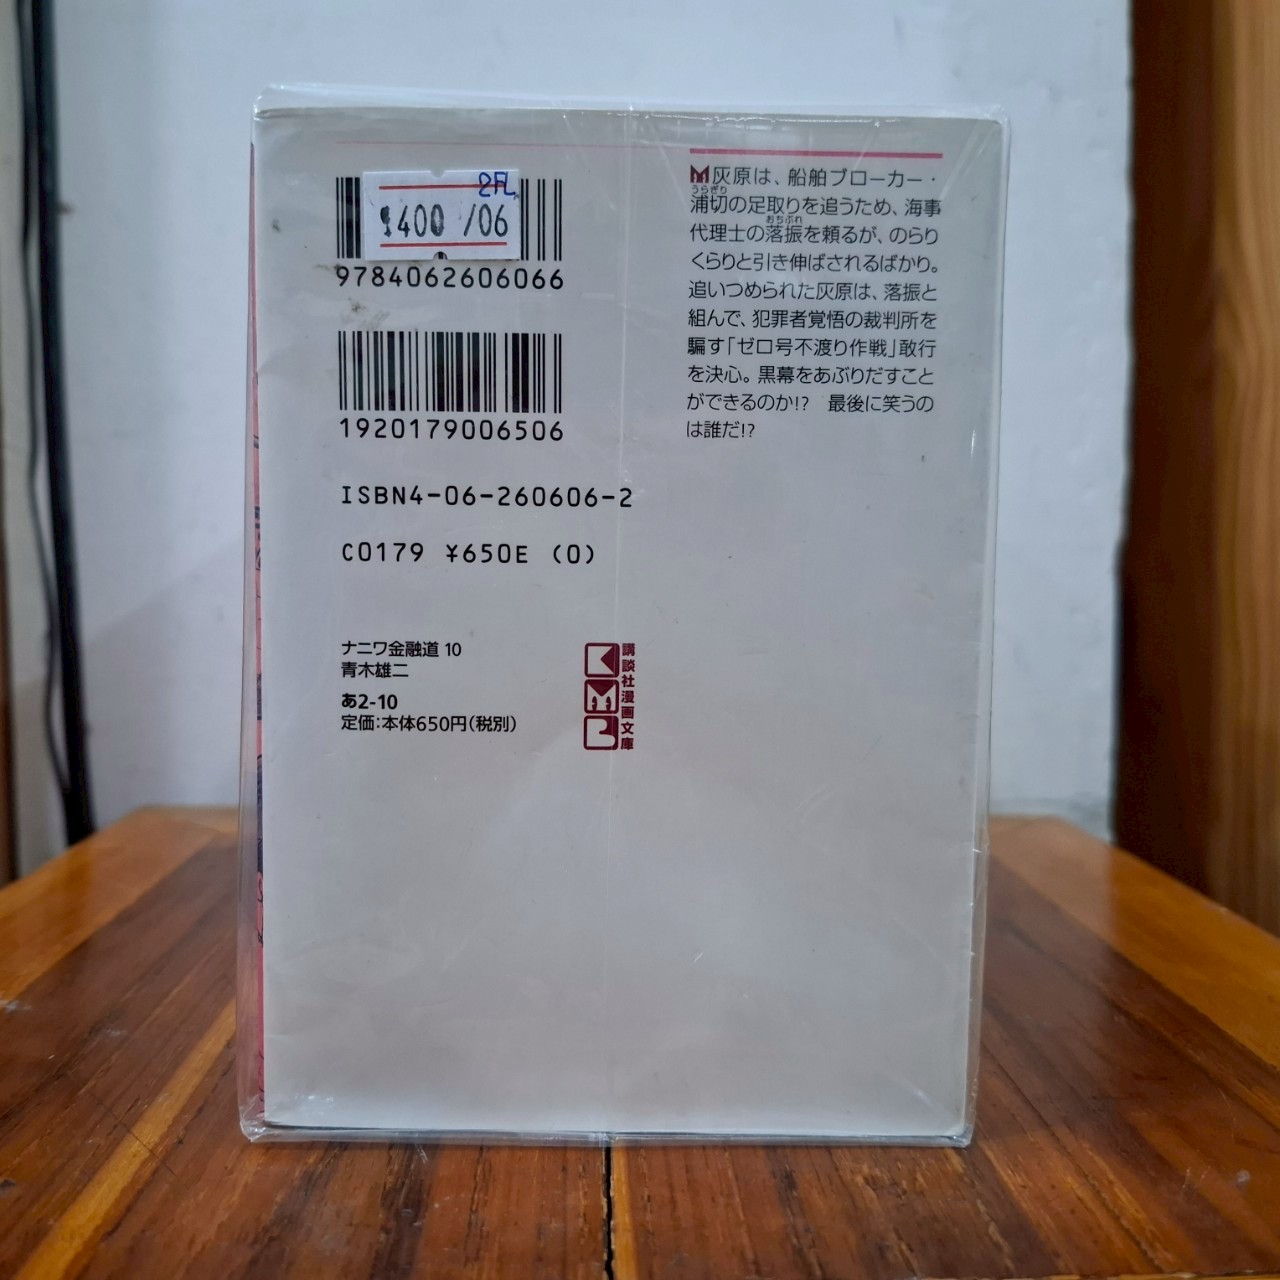 2FL
¥400 /06
9784062606066
1920179006506
ISBN4-06-260606-2
C0179 ¥650E (0)
ナニワ金融道 10
青木雄二
あ2-10
定価:本体650円(税別)
KMB
講談社漫画文庫
M灰原は、船舶ブローカー・
うらぎり
浦切の足取りを追うため、海事
おちぶれ
代理士の落振を頼るが、のらり
くらりと引き伸ばされるばかり。
追いつめられた灰原は、落振と
組んで、犯罪者覚悟の裁判所を
騙す「ゼロ号不渡り作戦」敢行
を決心。黒幕をあぶりだすこと
ができるのか!? 最後に笑うの
は誰だ!?